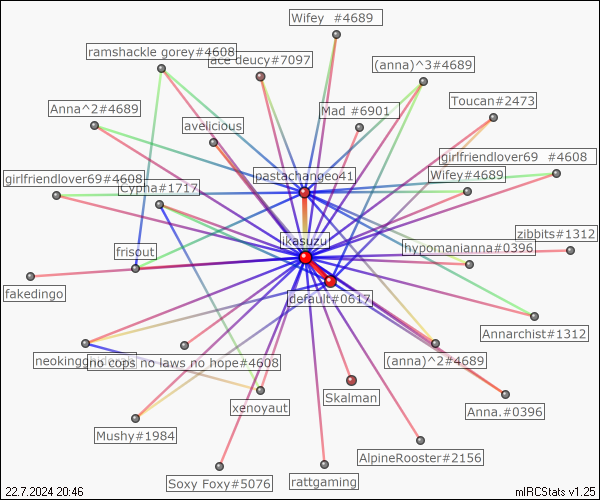 Wifey  #4689
ramshackle gorey#4608
ace deucy#7097
(anna)^3#4689
Toucan#2473
Anna^2#4689
Mad #6901
avelicious
girlfriendlover69  #4608
pastachangeo41
Wifey#4689
girlfriendlover69#4608
Cypha#1717
zibbits#1312
ikasuzu
hypomanianna#0396
frisout
fakedingo
default#0617
Annarchist#1312
no cops no laws no hope#4608
(anna)^2#4689
Skalman
xenoyaut
Anna.#0396
Mushy#1984
AlpineRooster#2156
Soxy Foxy#5076
rattgaming
22.7.2024 20:46
mIRCStats v1.25